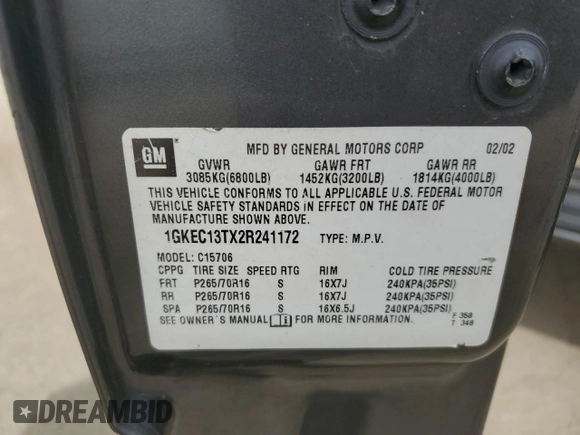 GM
MFD BY GENERAL MOTORS CORP 02/02
GVWR GAWR FRT GAWR RR
3085KG(6800LB) 1452KG(3200LB) 1814KG(4000LB)
THIS VEHICLE CONFORMS TO ALL APPLICABLE U.S. FEDERAL MOTOR
VEHICLE SAFETY STANDARDS IN EFFECT ON THE DATE OF
MANUFACTURE SHOWN ABOVE.
1GKEC13TX2R241172 TYPE: M.P.V.
MODEL: C15706
CPPG TIRE SIZE SPEED RTG RIM COLD TIRE PRESSURE
FRT P265/70R16 S 16X7J 240KPA(35PSI)
RR P265/70R16 S 16X7J 240KPA(35PSI)
SPA P265/70R16 S 16X6.5J 240KPA(35PSI)
SEE OWNER'S MANUAL FOR MORE INFORMATION.
F 358
T 348
DREAMBID